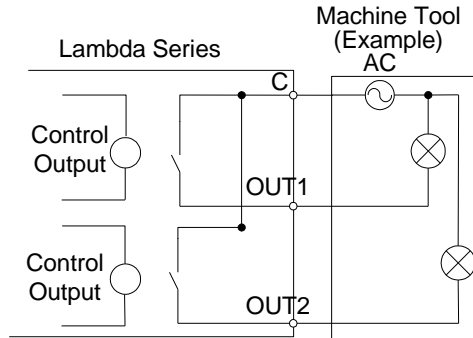 Machine Tool
(Example)
Lambda Series
AC
C
Control
Output
OUT1
Control
Output
OUT2